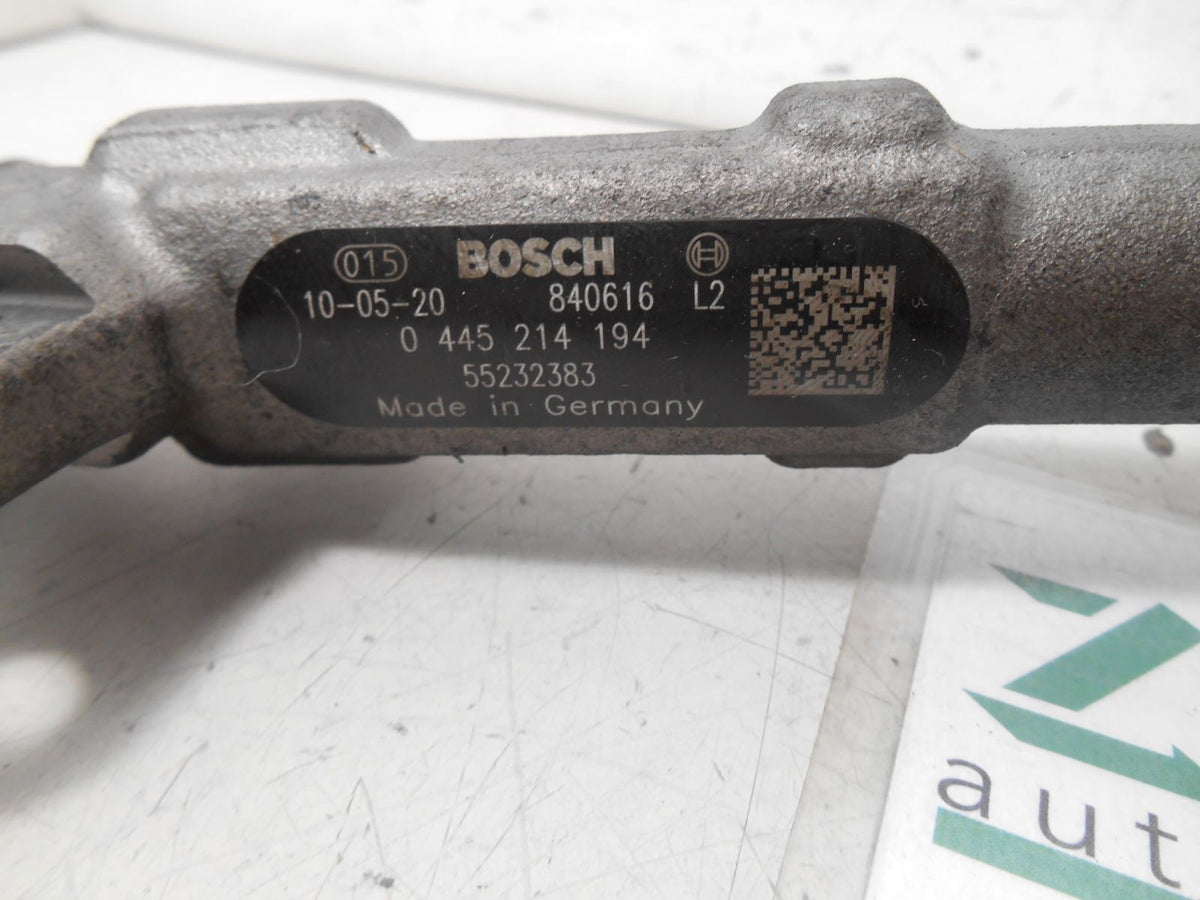 015 BOSCH
10-05-20 840616 L2
0 445 214 194
55232383
Made in Germany
aut